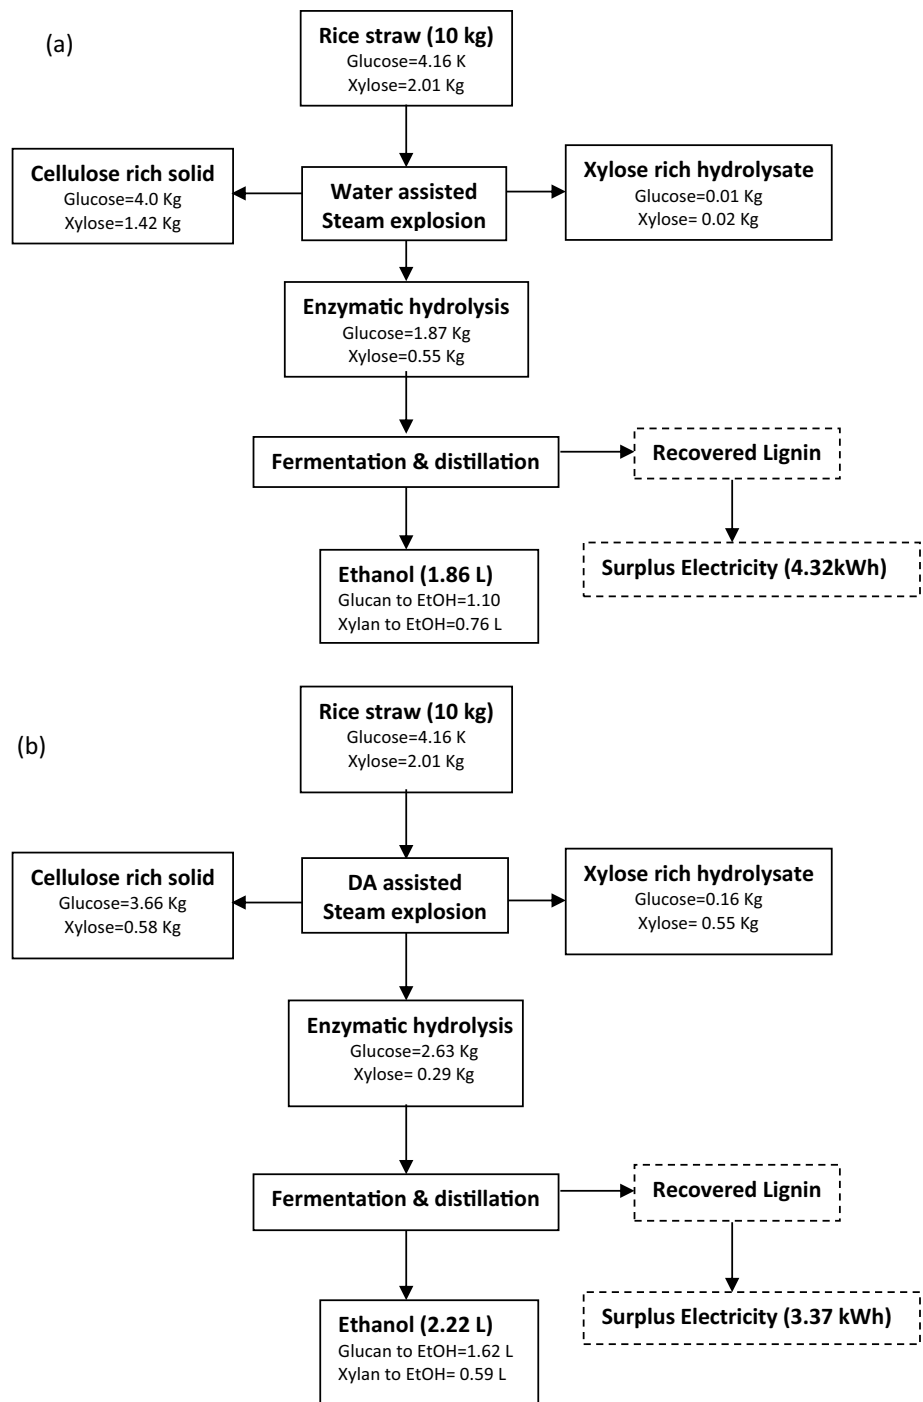 (a)
Rice straw (10 kg)
Glucose=4.16 K
Xylose=2.01 Kg
Cellulose rich solid
Glucose=4.0 Kg
Xylose=1.42 Kg
Water assisted
Steam explosion
Xylose rich hydrolysate
Glucose=0.01 Kg
Xylose= 0.02 Kg
Enzymatic hydrolysis
Glucose=1.87 Kg
Xylose=0.55 Kg
Fermentation & distillation
Recovered Lignin
Surplus Electricity (4.32kWh)
Ethanol (1.86 L)
Glucan to EtOH=1.10
Xylan to EtOH=0.76 L
(b)
Rice straw (10 kg)
Glucose=4.16 K
Xylose=2.01 Kg
Cellulose rich solid
Glucose=3.66 Kg
Xylose=0.58 Kg
DA assisted
Steam explosion
Xylose rich hydrolysate
Glucose=0.16 Kg
Xylose= 0.55 Kg
Enzymatic hydrolysis
Glucose=2.63 Kg
Xylose= 0.29 Kg
Fermentation & distillation
Recovered Lignin
Surplus Electricity (3.37 kWh)
Ethanol (2.22 L)
Glucan to EtOH=1.62 L
Xylan to EtOH= 0.59 L